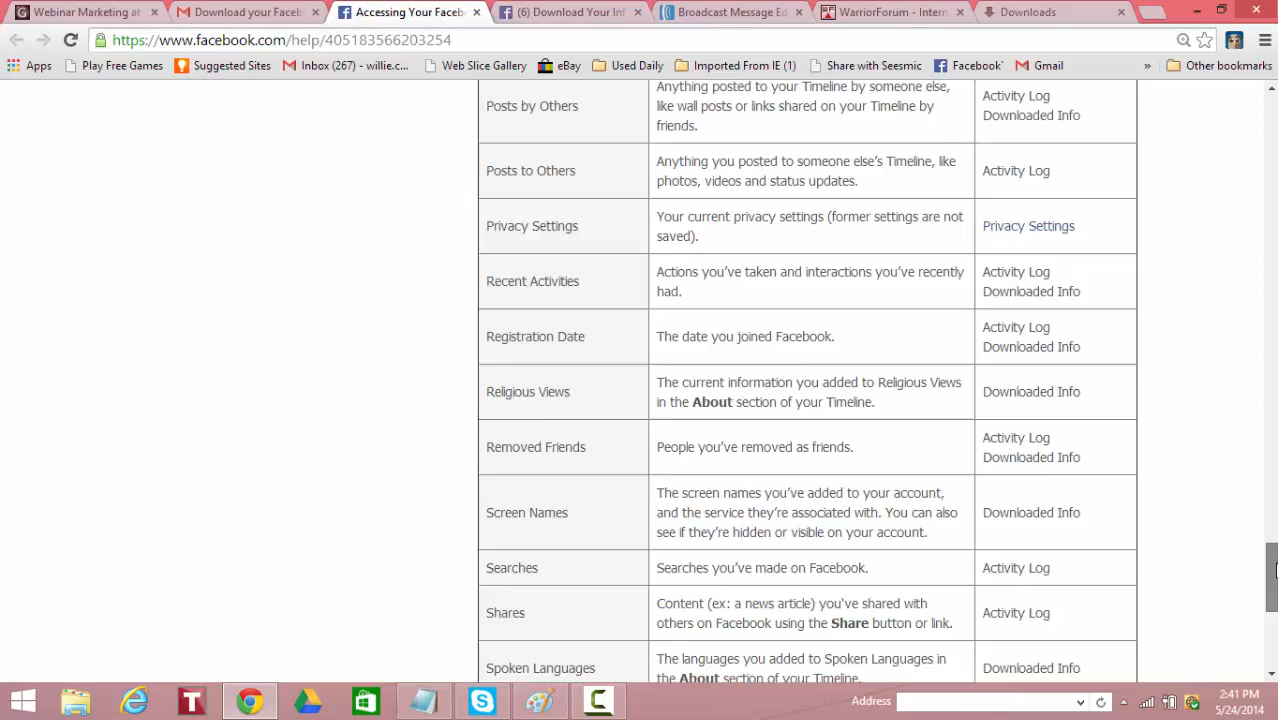 Webinar Marketing at
Download your Faceb
Accessing Your Faceb
(6) Download Your Inf
Broadcast Message Ed
WarriorForum - Intern
Downloads
https://www.facebook.com/help/405183566203254
Apps
Play Free Games
Suggested Sites
Inbox (267) - willie.c...
Web Slice Gallery
eBay
Used Daily
Imported From IE (1)
Share with Seesmic
Facebook
Gmail
»
Other bookmarks
Posts by Others
Anything posted to your Timeline by someone else,
like wall posts or links shared on your Timeline by
friends.
Activity Log
Downloaded Info
Posts to Others
Anything you posted to someone else's Timeline, like
photos, videos and status updates.
Activity Log
Privacy Settings
Your current privacy settings (former settings are not
saved).
Privacy Settings
Recent Activities
Actions you've taken and interactions you've recently
had.
Activity Log
Downloaded Info
Registration Date
The date you joined Facebook.
Activity Log
Downloaded Info
Religious Views
The current information you added to Religious Views
in the About section of your Timeline.
Downloaded Info
Removed Friends
People you've removed as friends.
Activity Log
Downloaded Info
Screen Names
The screen names you've added to your account,
and the service they're associated with. You can also
see if they're hidden or visible on your account.
Downloaded Info
Searches
Searches you've made on Facebook.
Activity Log
Shares
Content (ex: a news article) you've shared with
others on Facebook using the Share button or link.
Activity Log
Spoken Languages
The languages you added to Spoken Languages in
the About section of your Timeline.
Downloaded Info
Address
2:41 PM
5/24/2014